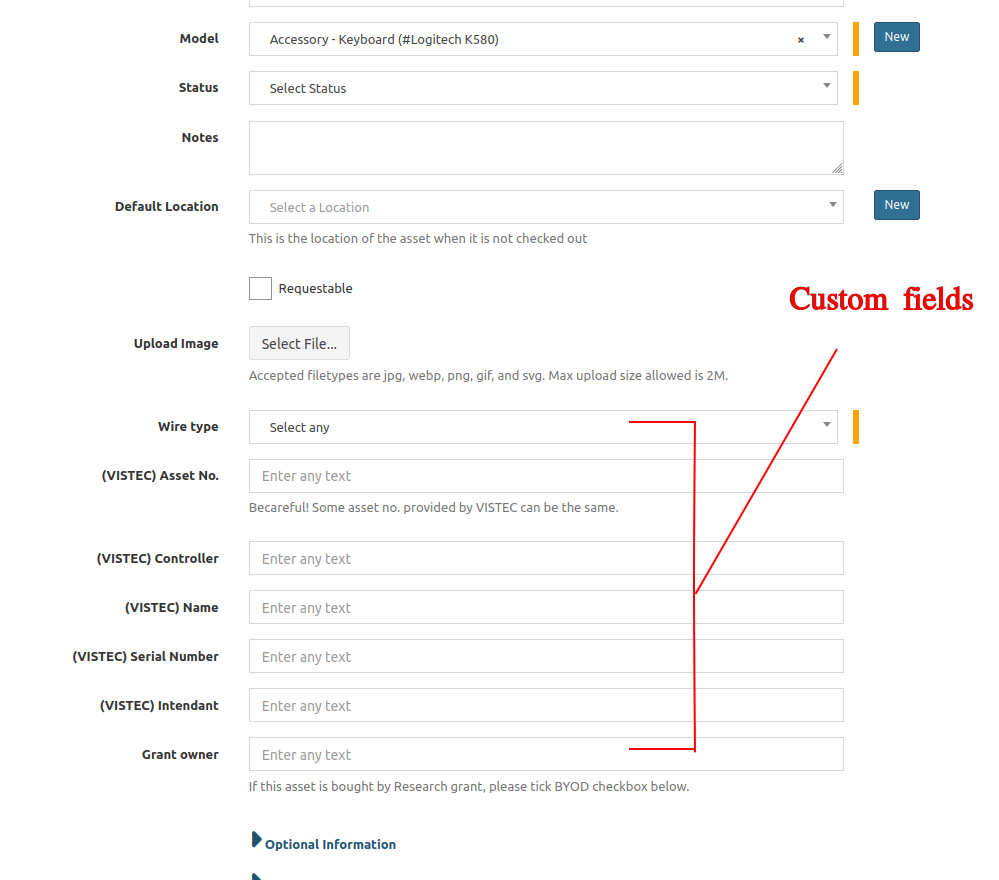 Model
Accessory - Keyboard (#Logitech K580)
×
New
Status
Select Status
Notes
Default Location
Select a Location
New
This is the location of the asset when it is not checked out
Requestable
Custom fields
Upload Image
Select File...
Accepted filetypes are jpg, webp, png, gif, and svg. Max upload size allowed is 2M.
Wire type
Select any
(VISTEC) Asset No.
Enter any text
Becareful! Some asset no. provided by VISTEC can be the same.
(VISTEC) Controller
Enter any text
(VISTEC) Name
Enter any text
(VISTEC) Serial Number
Enter any text
(VISTEC) Intendant
Enter any text
Grant owner
Enter any text
If this asset is bought by Research grant, please tick BYOD checkbox below.
Optional Information